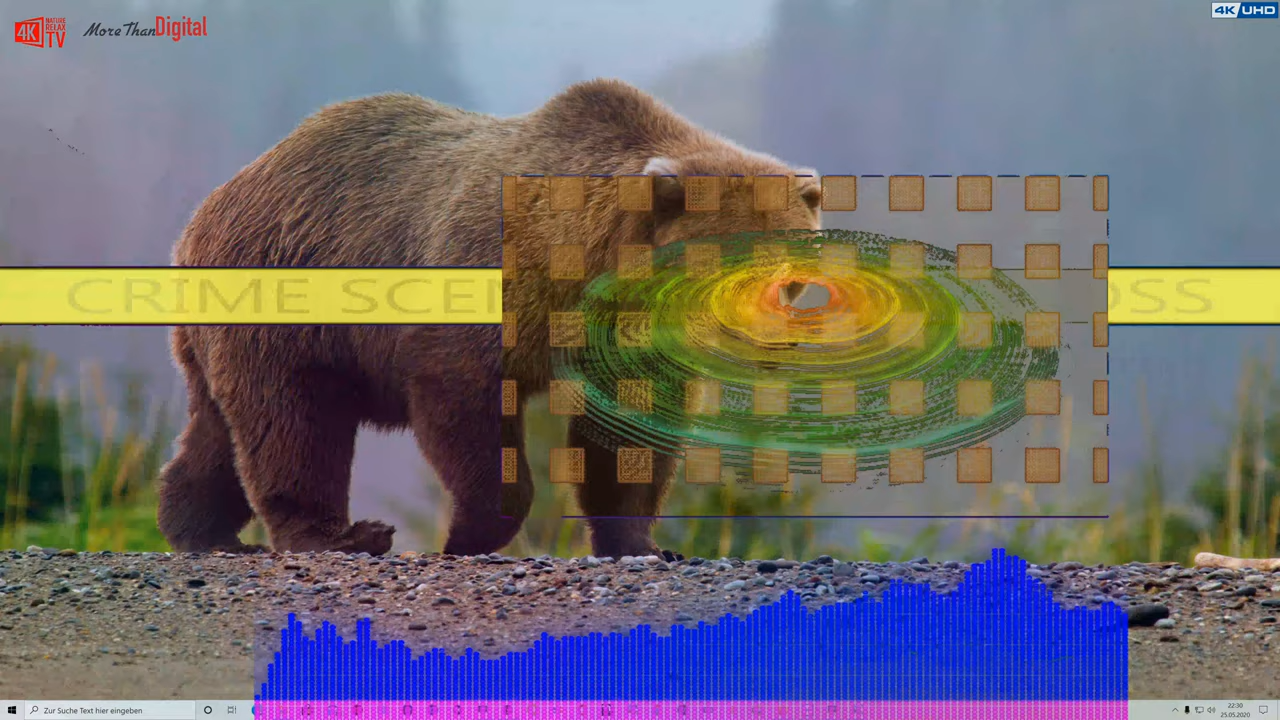 4K NATURE RELAX TV
More Than Digital
4K UHD
CRIME SCEN
OSS
Zur Suche Text hier eingeben
22:30
25.05.2020